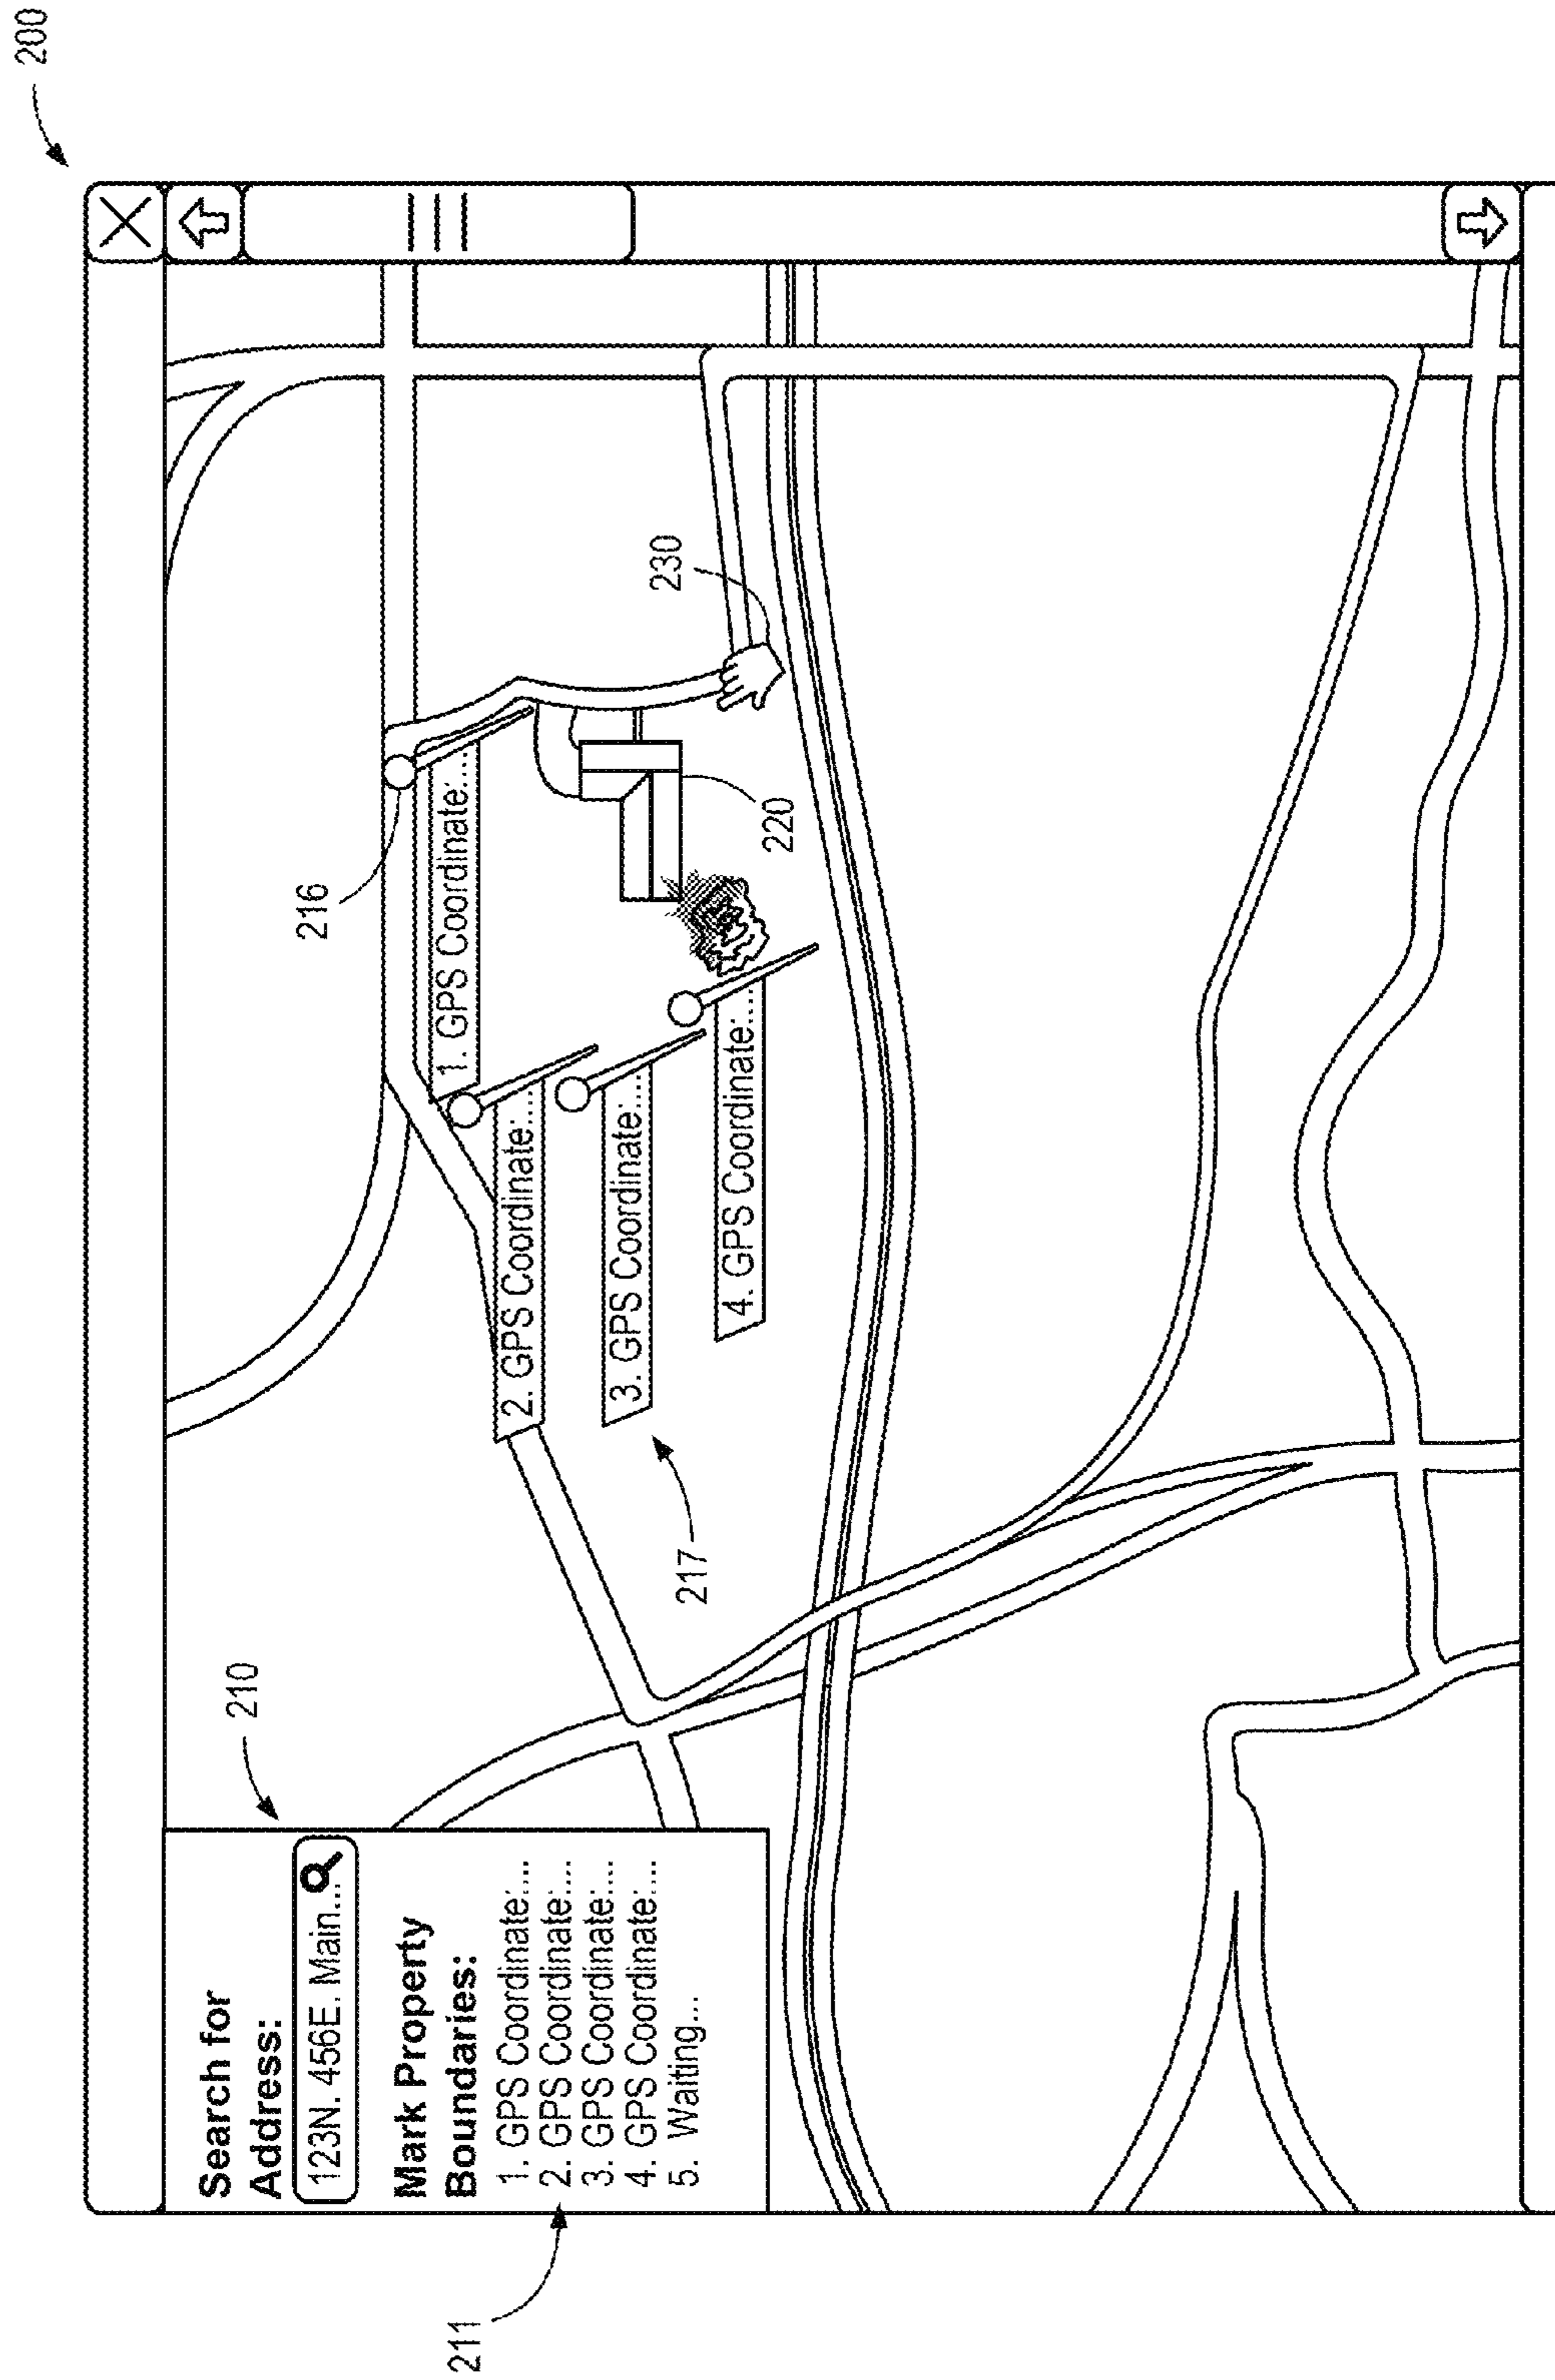 200
210
Search for
Address:
123N. 456E. Main...
Mark Property
Boundaries:
1. GPS Coordinate:...
2. GPS Coordinate:...
3. GPS Coordinate:...
4. GPS Coordinate:...
5. Waiting...
211
216
1. GPS Coordinate:....
2. GPS Coordinate:....
3. GPS Coordinate:....
4. GPS Coordinate:....
217
230
220